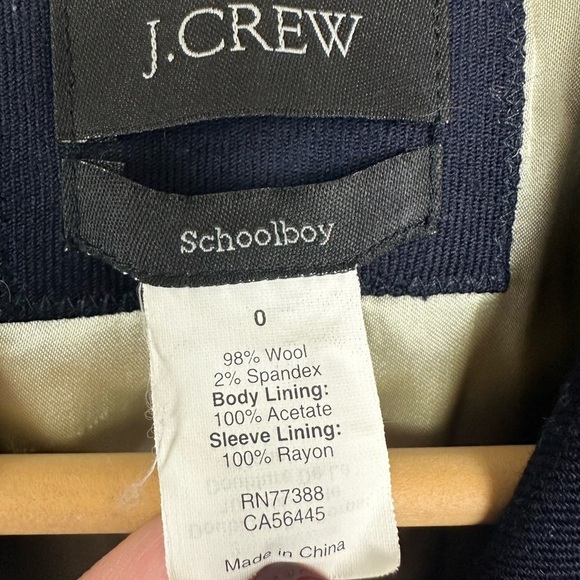 J.CREW
Schoolboy
0
98% Wool
2% Spandex
Body Lining:
100% Acetate
Sleeve Lining:
100% Rayon
RN77388
CA56445
Made in China